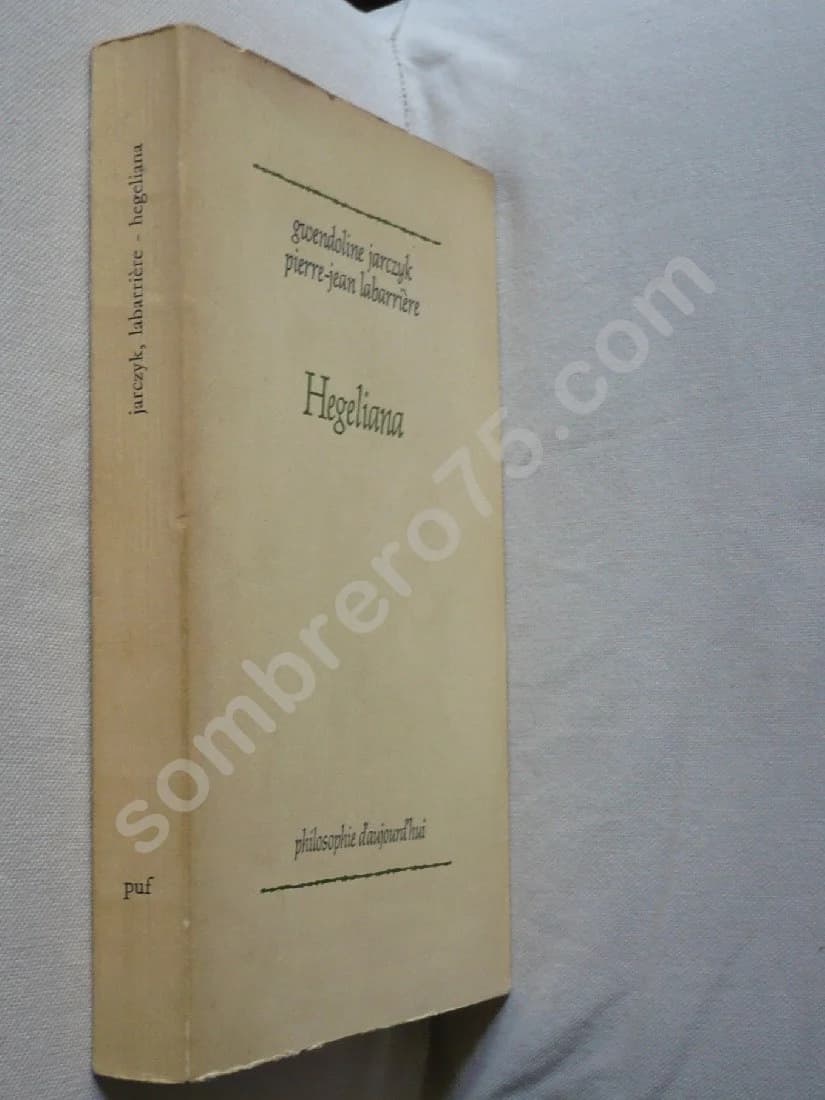 jarczyk, labarrière - hegeliana
puf
gwendoline jarczyk
pierre-jean labarrière
Hegeliana
philosophie d'aujourd'hui
sombrero75.com